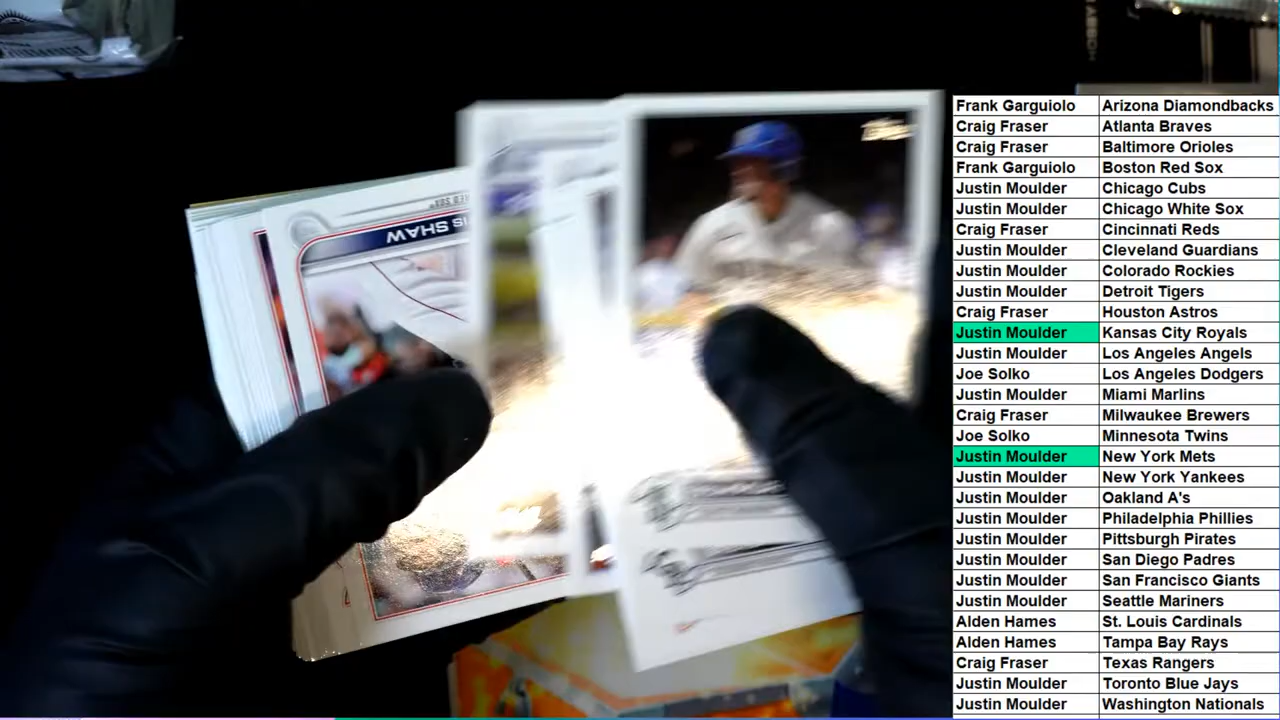 Frank Garguiolo Arizona Diamondbacks
Craig Fraser Atlanta Braves
Craig Fraser Baltimore Orioles
Frank Garguiolo Boston Red Sox
Justin Moulder Chicago Cubs
Justin Moulder Chicago White Sox
Craig Fraser Cincinnati Reds
Justin Moulder Cleveland Guardians
Justin Moulder Colorado Rockies
Justin Moulder Detroit Tigers
Craig Fraser Houston Astros
Justin Moulder Kansas City Royals
Justin Moulder Los Angeles Angels
Joe Solko Los Angeles Dodgers
Justin Moulder Miami Marlins
Craig Fraser Milwaukee Brewers
Joe Solko Minnesota Twins
Justin Moulder New York Mets
Justin Moulder New York Yankees
Justin Moulder Oakland A's
Justin Moulder Philadelphia Phillies
Justin Moulder Pittsburgh Pirates
Justin Moulder San Diego Padres
Justin Moulder San Francisco Giants
Justin Moulder Seattle Mariners
Alden Hames St. Louis Cardinals
Alden Hames Tampa Bay Rays
Craig Fraser Texas Rangers
Justin Moulder Toronto Blue Jays
Justin Moulder Washington Nationals
SHAW